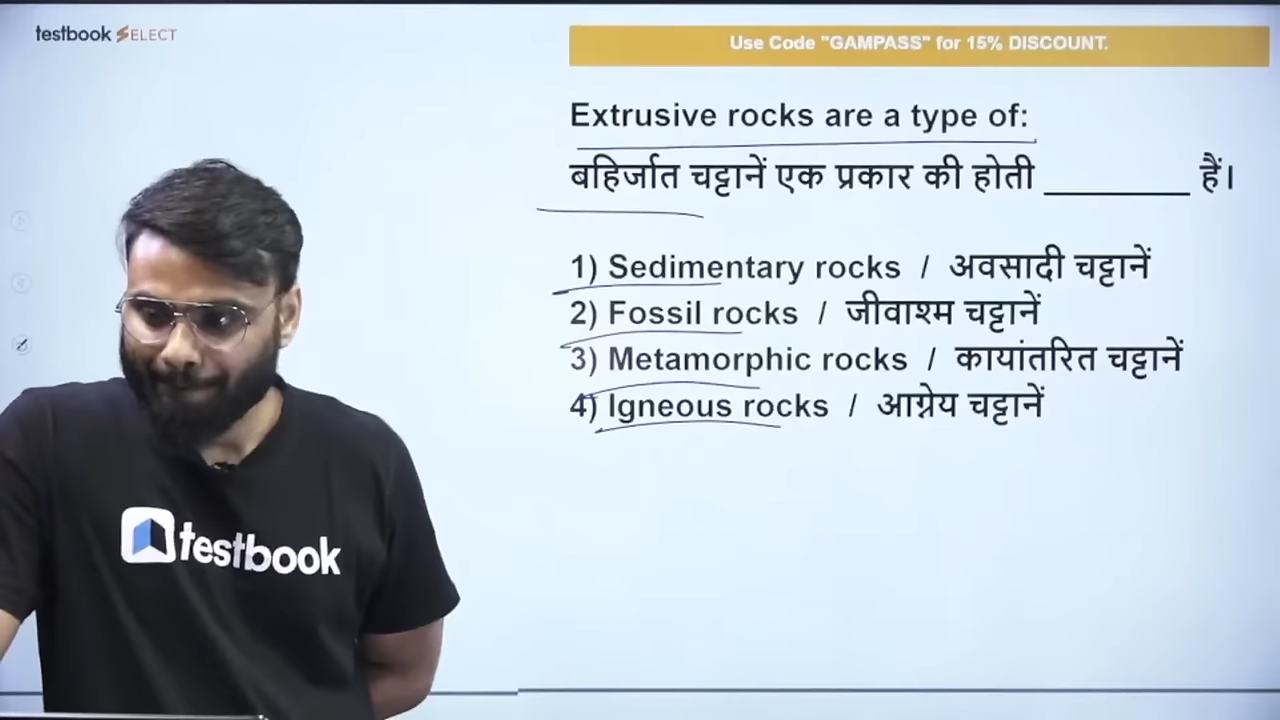 testbook SELECT
Use Code "GAMPASS" for 15% DISCOUNT.
Extrusive rocks are a type of:
बहिर्जात चट्टानें एक प्रकार की होती ________ हैं।
1) Sedimentary rocks / अवसादी चट्टानें
2) Fossil rocks / जीवाश्म चट्टानें
3) Metamorphic rocks / कायांतरित चट्टानें
4) Igneous rocks / आग्नेय चट्टानें
testbook